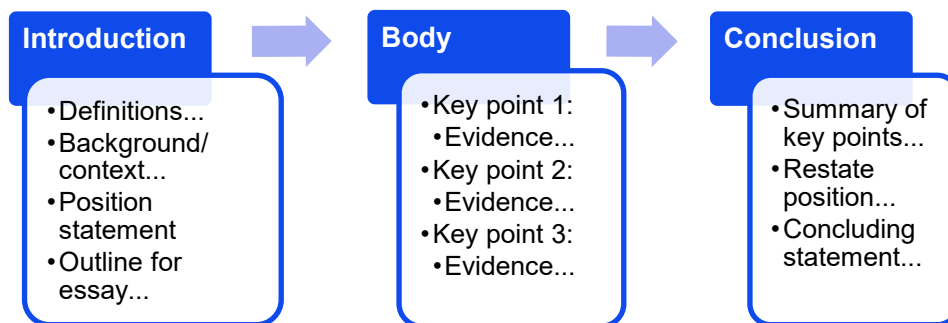 Introduction
•Definitions...
•Background/
context...
•Position
statement
•Outline for
essay...
Body
•Key point 1:
•Evidence...
•Key point 2:
•Evidence...
•Key point 3:
•Evidence...
Conclusion
•Summary of
key points...
•Restate
position...
•Concluding
statement...